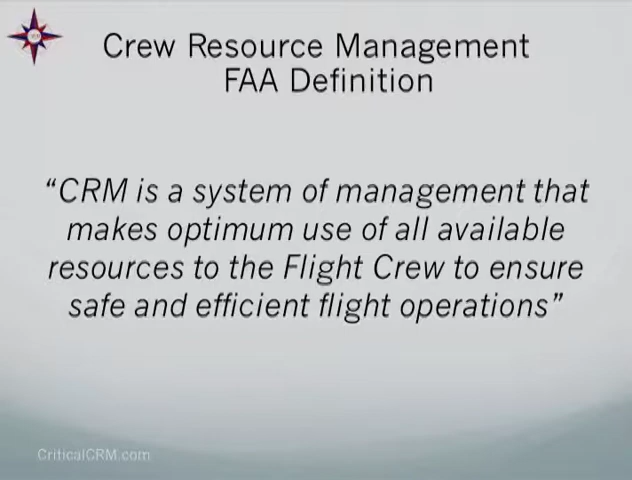 Crew Resource Management
FAA Definition
“CRM is a system of management that
makes optimum use of all available
resources to the Flight Crew to ensure
safe and efficient flight operations”
CriticalCRM.com